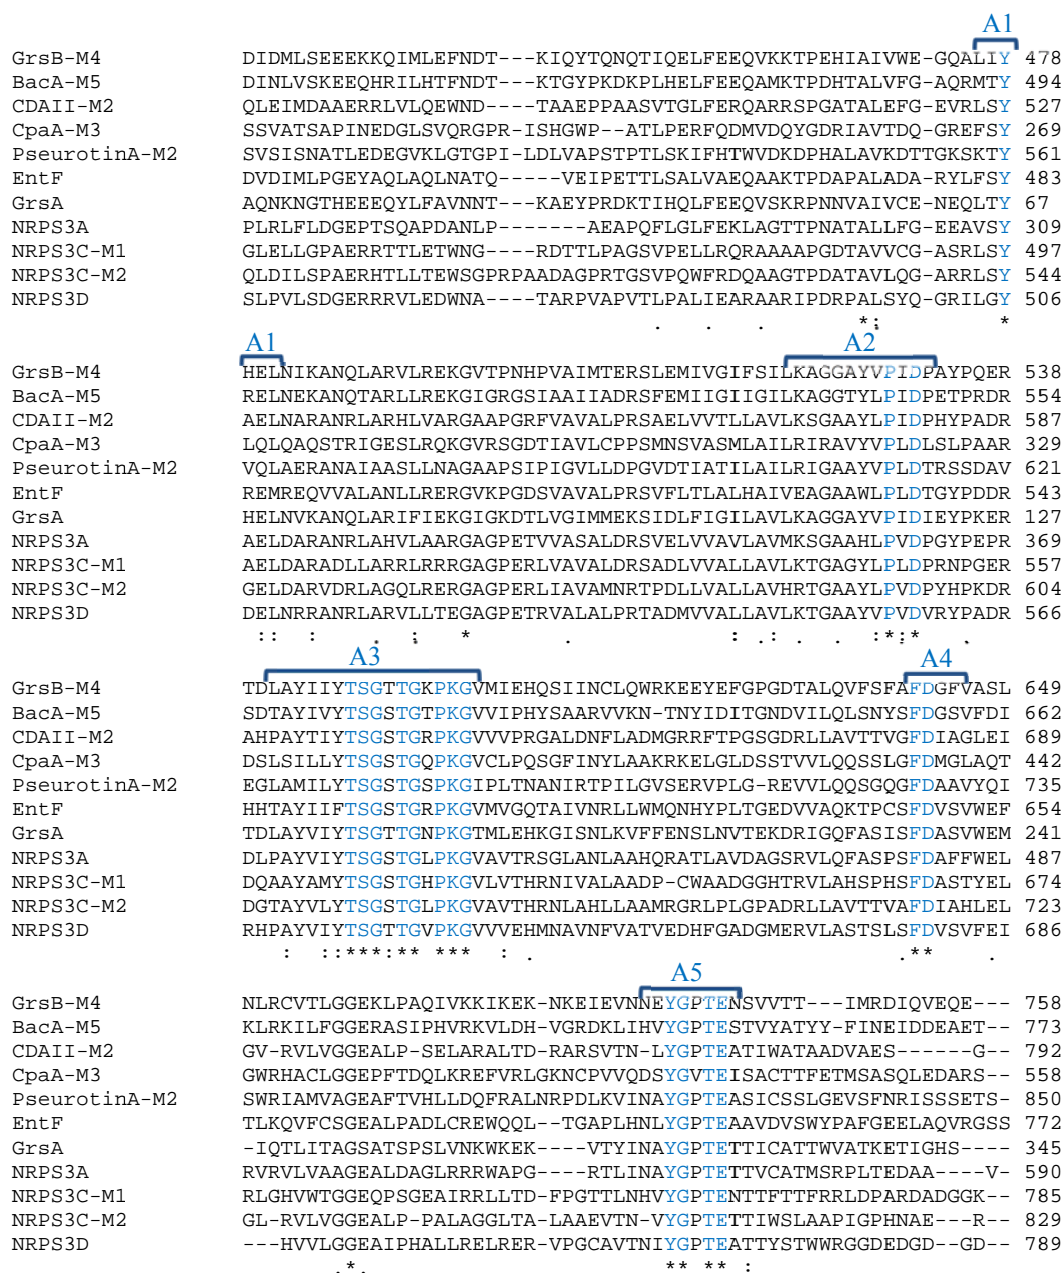 A1
GrsB-M4 DIDMLSEEEKKQIMLEFNDT---KIQYTQNQTIQELFEEQVKKTPEHIAIVWE-GQALIY 478
BacA-M5 DINLVSKEEQHRILHTFNDT---KTGYPKDKPLHELFEEQAMKTPDHTALVFG-AQRMTY 494
CDAII-M2 QLEIMDAAERRLVLQEWND----TAAEPPAASVTGLFERQARRSPGATALEFG-EVRLSY 527
CpaA-M3 SSVATSAPINEDGLSVQRGPR-ISHGWP--ATLPERFQDMVDQYGDRIAVTDQ-GREFSY 269
PseurotinA-M2 SVSISNATLEDEGVKLGTGPI-LDLVAPSTPTLSKIFHTWVDKDPHALAVKDTTGKSKTY 561
EntF DVDIMLPGEYAQLAQLNATQ-----VEIPETTLSALVAEQAAKTPDAPALADA-RYLFSY 483
GrsA AQNKNGTHEEEQYLFAVNNT---KAEYPRDKTIHQLFEEQVSKRPNNVAIVCE-NEQLTY 67
NRPS3A PLRLFLDGEPTSQAPDANLP-------AEAPQFLGLFEKLAGTTPNATALLFG-EEAVSY 309
NRPS3C-M1 GLELLGPAERRTTLETWNG----RDTTLPAGSVPELLRQRAAAAPGDTAVVCG-ASRLSY 497
NRPS3C-M2 QLDILSPAERHTLLTEWSGPRPAADAGPRTGSVPQWFRDQAAGTPDATAVLQG-ARRLSY 544
NRPS3D SLPVLSDGERRRVLEDWNA----TARPVAPVTLPALIEARAARIPDRPALSYQ-GRILGY 506
. . . *: *
A1 A2
GrsB-M4 HELNIKANQLARVLREKGVTPNHPVAIMTERSLEMIVGIFSILKAGGAYVPIDPAYPQER 538
BacA-M5 RELNEKANQTARLLREKGIGRGSIAAIIADRSFEMIIGIIGILKAGGTYLPIDPETPRDR 554
CDAII-M2 AELNARANRLARHLVARGAAPGRFVAVALPRSAELVVTLLAVLKSGAAYLPIDPHYPADR 587
CpaA-M3 LQLQAQSTRIGESLRQKGVRSGDTIAVLCPPSMNSVASMLAILRIRAVYVPLDLSLPAAR 329
PseurotinA-M2 VQLAERANAIAASLLNAGAAPSIPIGVLLDPGVDTIATILAILRIGAAYVPLDTRSSDAV 621
EntF REMREQVVALANLLRERGVKPGDSVAVALPRSVFLTLALHAIVEAGAAWLPLDTGYPDDR 543
GrsA HELNVKANQLARIFIEKGIGKDTLVGIMMEKSIDLFIGILAVLKAGGAYVPIDIEYPKER 127
NRPS3A AELDARANRLAHVLAARGAGPETVVASALDRSVELVVAVLAVMKSGAAHLPVDPGYPEPR 369
NRPS3C-M1 AELDARADLLARRLRRRGAGPERLVAVALDRSADLVVALLAVLKTGAGYLPLDPRNPGER 557
NRPS3C-M2 GELDARVDRLAGQLRERGAGPERLIAVAMNRTPDLLVALLAVHRTGAAYLPVDPYHPKDR 604
NRPS3D DELNRRANRLARVLLTEGAGPETRVALALPRTADMVVALLAVLKTGAAYVPVDVRYPADR 566
:: : . : * . : : . . :*:* .
A3 A4
GrsB-M4 TDLAYIIYTSGTTGKPKGVMIEHQSIINCLQWRKEEYEFGPGDTALQVFSFAFDGFVASL 649
BacA-M5 SDTAYIVYTSGSTGTPKGVVIPHYSAARVVKN-TNYIDITGNDVILQLSNYSFDGSVFDI 662
CDAII-M2 AHPAYTIYTSGSTGRPKGVVVPRGALDNFLADMGRRFTPGSGDRLLAVTTVGFDIAGLEI 689
CpaA-M3 DSLSILLYTSGSTGQPKGVCLPQSGFINYLAAKRKELGLDSSTVVLQQSSLGFDMGLAQT 442
PseurotinA-M2 EGLAMILYTSGSTGSPKGIPLTNANIRTPILGVSERVPLG-REVVLQQSGQGFDAAVYQI 735
EntF HHTAYIIFTSGSTGRPKGVMVGQTAIVNRLLWMQNHYPLTGEDVVAQKTPCSFDVSVWEF 654
GrsA TDLAYVIYTSGTTGNPKGTMLEHKGISNLKVFFENSLNVTEKDRIGQFASISFDASVWEM 241
NRPS3A DLPAYVIYTSGSTGLPKGVAVTRSGLANLAAHQRATLAVDAGSRVLQFASPSFDAFFWEL 487
NRPS3C-M1 DQAAYAMYTSGSTGHPKGVLVTHRNIVALAADP-CWAADGGHTRVLAHSPHSFDASTYEL 674
NRPS3C-M2 DGTAYVLYTSGSTGLPKGVAVTHRNLAHLLAAMRGRLPLGPADRLLAVTTVAFDIAHLEL 723
NRPS3D RHPAYVIYTSGTTGVPKGVVVEHMNAVNFVATVEDHFGADGMERVLASTSLSFDVSVFEI 686
: ::***:** *** : . .** .
A5
GrsB-M4 NLRCVTLGGEKLPAQIVKKIKEK-NKEIEVNNEYGPTENSVVTT---IMRDIQVEQE--- 758
BacA-M5 KLRKILFGGERASIPHVRKVLDH-VGRDKLIHVYGPTESTVYATYY-FINEIDDEAET-- 773
CDAII-M2 GV-RVLVGGEALP-SELARALTD-RARSVTN-LYGPTEATIWATAADVAES------G-- 792
CpaA-M3 GWRHACLGGEPFTDQLKREFVRLGKNCPVVQDSYGVTEISACTTFETMSASQLEDARS-- 558
PseurotinA-M2 SWRIAMVAGEAFTVHLLDQFRALNRPDLKVINAYGPTEASICSSLGEVSFNRISSSETS- 850
EntF TLKQVFCSGEALPADLCREWQQL--TGAPLHNLYGPTEAAVDVSWYPAFGEELAQVRGSS 772
GrsA -IQTLITAGSATSPSLVNKWKEK----VTYINAYGPTETTICATTWVATKETIGHS---- 345
NRPS3A RVRVLVAAGEALDAGLRRRWAPG----RTLINAYGPTETTVCATMSRPLTEDAA----V- 590
NRPS3C-M1 RLGHVWTGGEQPSGEAIRRLLTD-FPGTTLNHVYGPTENTTFTTFRRLDPARDADGGK-- 785
NRPS3C-M2 GL-RVLVGGEALP-PALAGGLTA-LAAEVTN-VYGPTETTIWSLAAPIGPHNAE---R-- 829
NRPS3D ---HVVLGGEAIPHALLRELRER-VPGCAVTNIYGPTEATTYSTWWRGGDEDGD--GD-- 789
.*. ** ** :